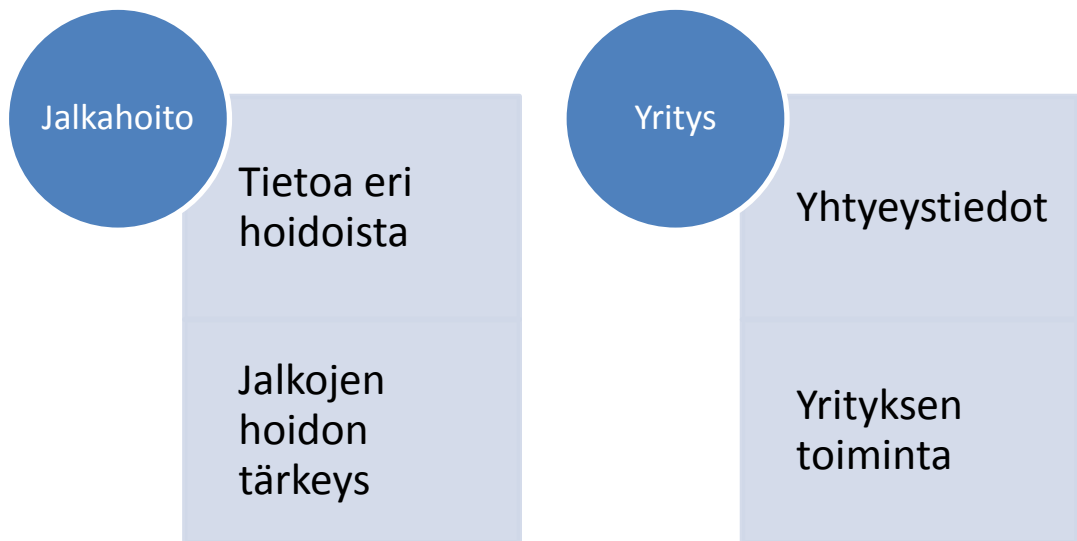 Jalkahoito
Tietoa eri
hoidoista
Jalkojen
hoidon
tärkeys
Yritys
Yhtyeystiedot
Yrityksen
toiminta